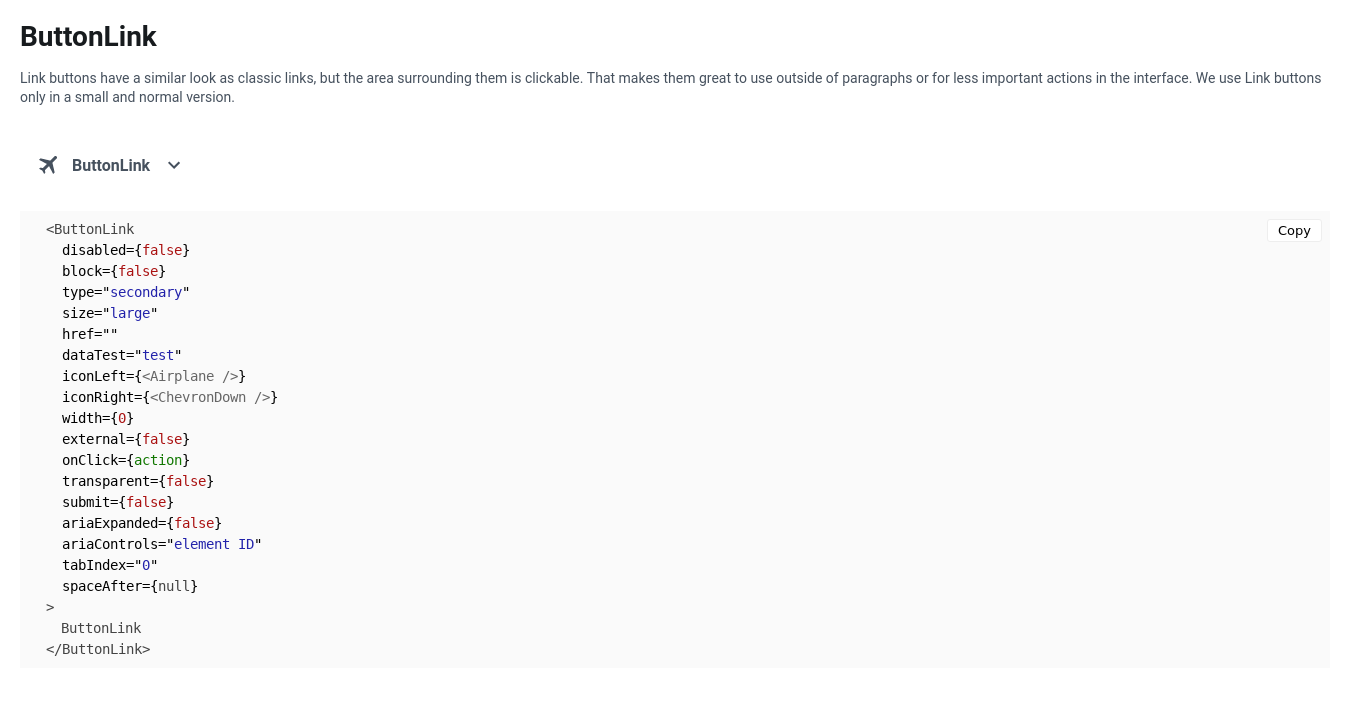 ButtonLink
Link buttons have a similar look as classic links, but the area surrounding them is clickable. That makes them great to use outside of paragraphs or for less important actions in the interface. We use Link buttons
only in a small and normal version.
ButtonLink
Copy
<ButtonLink
disabled={false}
block={false}
type="secondary"
size="large"
href=""
dataTest="test"
iconLeft={<Airplane />}
iconRight={<ChevronDown />}
width={0}
external={false}
onClick={action}
transparent={false}
submit={false}
ariaExpanded={false}
ariaControls="element ID"
tabIndex="0"
spaceAfter={null}
>
ButtonLink
</ButtonLink>